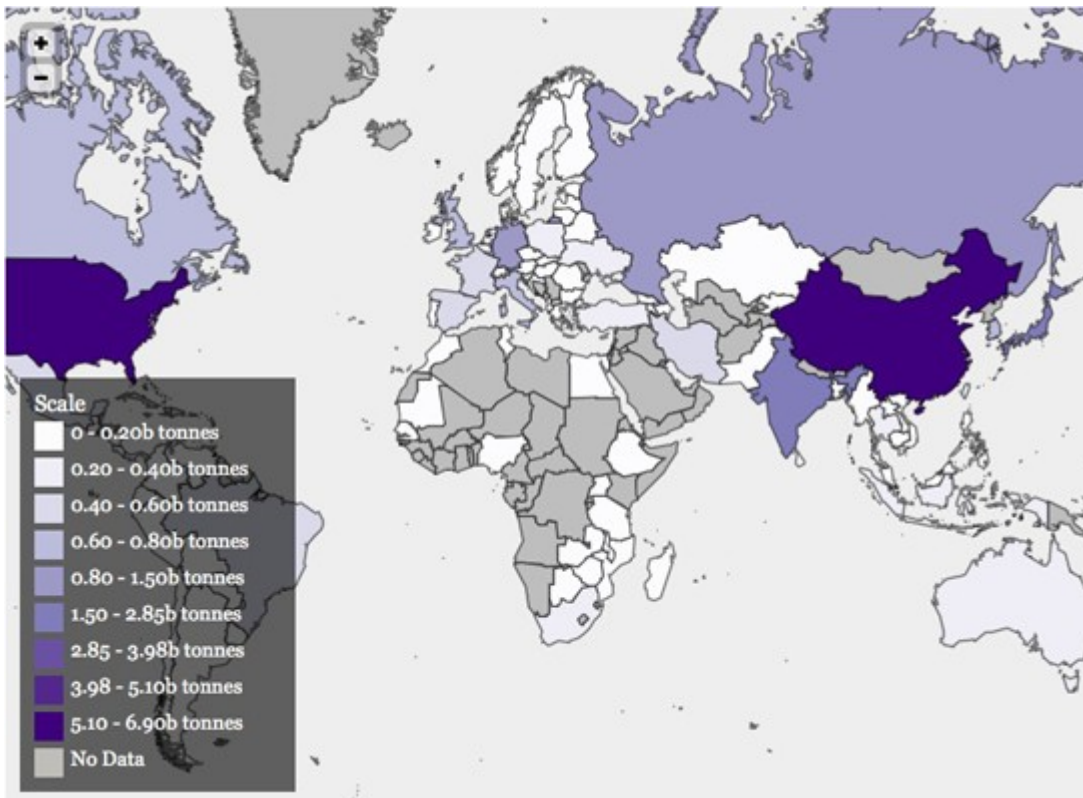 +
−
Scale
0 - 0.20b tonnes
0.20 - 0.40b tonnes
0.40 - 0.60b tonnes
0.60 - 0.80b tonnes
0.80 - 1.50b tonnes
1.50 - 2.85b tonnes
2.85 - 3.98b tonnes
3.98 - 5.10b tonnes
5.10 - 6.90b tonnes
No Data